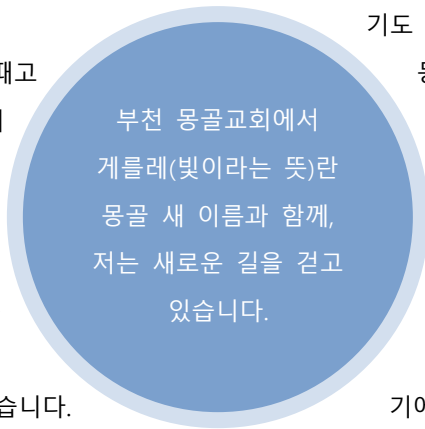 기도
때고
부천 몽골교회에서
게를레(빛이라는 뜻)란
몽골 새 이름과 함께,
저는 새로운 길을 걷고
있습니다.
습니다.